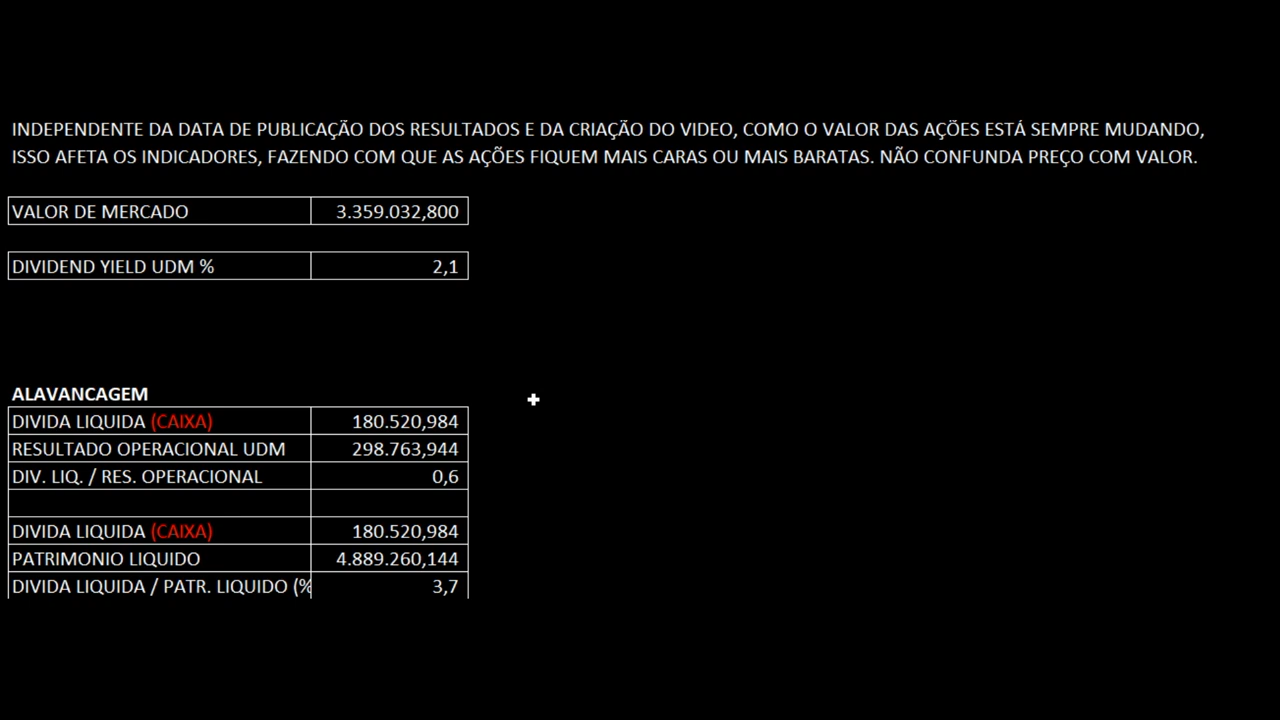 INDEPENDENTE DA DATA DE PUBLICAÇÃO DOS RESULTADOS E DA CRIAÇÃO DO VIDEO, COMO O VALOR DAS AÇÕES ESTÁ SEMPRE MUDANDO,
ISSO AFETA OS INDICADORES, FAZENDO COM QUE AS AÇÕES FIQUEM MAIS CARAS OU MAIS BARATAS. NÃO CONFUNDA PREÇO COM VALOR.
VALOR DE MERCADO 3.359.032,800
DIVIDEND YIELD UDM % 2,1
ALAVANCAGEM
DIVIDA LIQUIDA (CAIXA) 180.520,984
RESULTADO OPERACIONAL UDM 298.763,944
DIV. LIQ. / RES. OPERACIONAL 0,6
DIVIDA LIQUIDA (CAIXA) 180.520,984
PATRIMONIO LIQUIDO 4.889.260,144
DIVIDA LIQUIDA / PATR. LIQUIDO (% 3,7